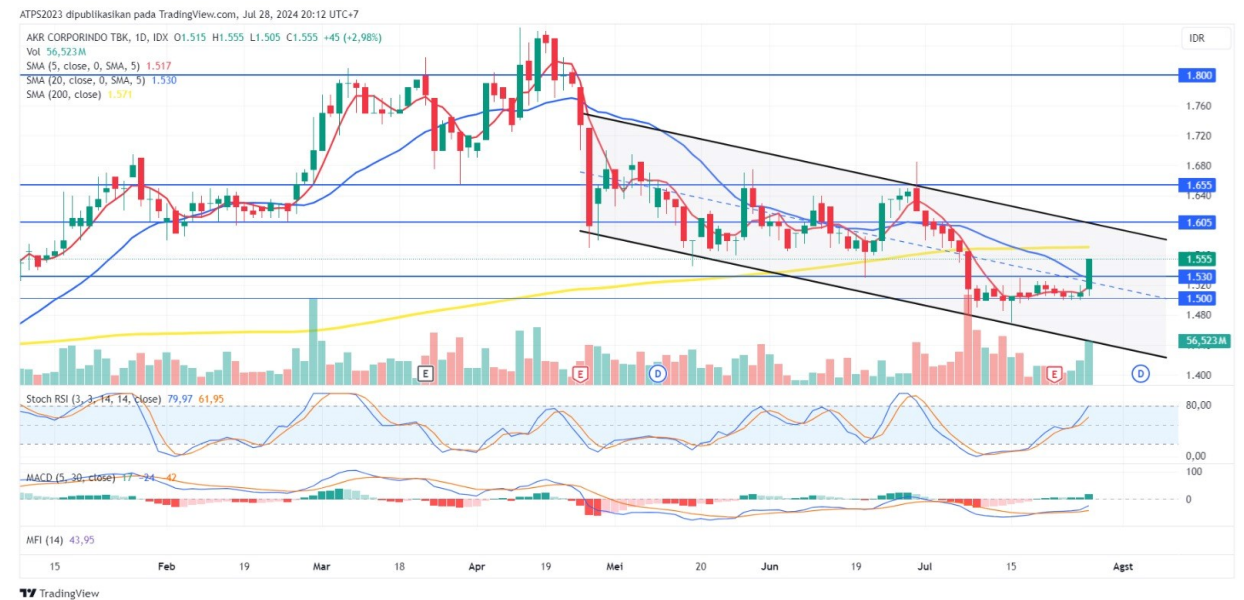 ATPS2023 dipublikasikan pada TradingView.com, Jul 28, 2024 20:12 UTC+7
AKR CORPORINDO TBK, 1D, IDX O1.515 H1.555 L1.505 C1.555 +45 (+2,98%)
IDR
Vol 56,523M
SMA (5, close, 0, SMA, 5) 1.517
SMA (20, close, 0, SMA, 5) 1.530
SMA (200, close) 1.571
1.800
1.760
1.720
1.680
1.655
1.640
1.605
1.555
1.530
1.520
1.500
1.480
56,523M
1.400
E
E
D
E
D
Stoch RSI (3, 3, 14, 14, close) 79,97 61,95
80,00
0,00
MACD (5, 30, close) 17 -24 -42
100
0
MFI (14) 43,95
15 Feb 19 Mar 18 Apr 19 Mei 20 Jun 19 Jul 15 Agst
TradingView